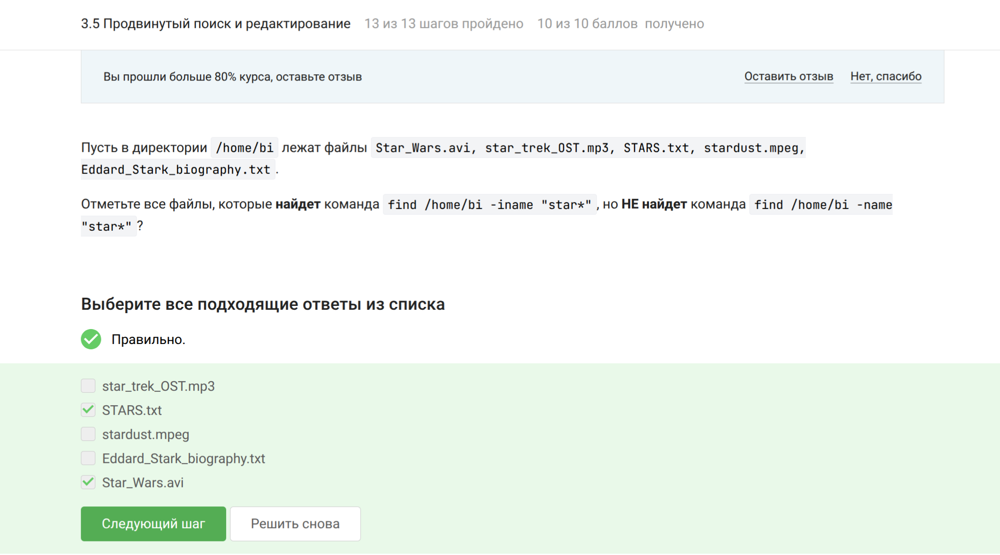 3.5 Продвинутый поиск и редактирование 13 из 13 шагов пройдено 10 из 10 баллов получено
Вы прошли больше 80% курса, оставьте отзыв Оставить отзыв Нет, спасибо
Пусть в директории /home/bi лежат файлы Star_Wars.avi, star_trek_OST.mp3, STARS.txt, stardust.mpeg,
Eddard_Stark_biography.txt .
Отметьте все файлы, которые найдет команда find /home/bi -iname "star*" , но НЕ найдет команда find /home/bi -name
"star*" ?
Выберите все подходящие ответы из списка
Правильно.
star_trek_OST.mp3
STARS.txt
stardust.mpeg
Eddard_Stark_biography.txt
Star_Wars.avi
Следующий шаг Решить снова